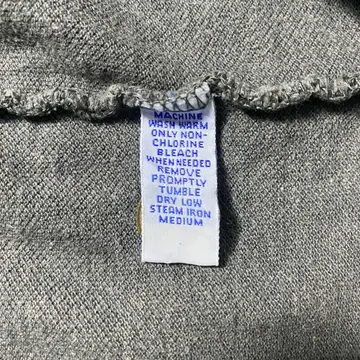 MACHINE
WASH WARM
ONLY NON-
CHLORINE
BLEACH
WHEN NEEDED
REMOVE
PROMPTLY
TUMBLE
DRY LOW
STEAM IRON
MEDIUM